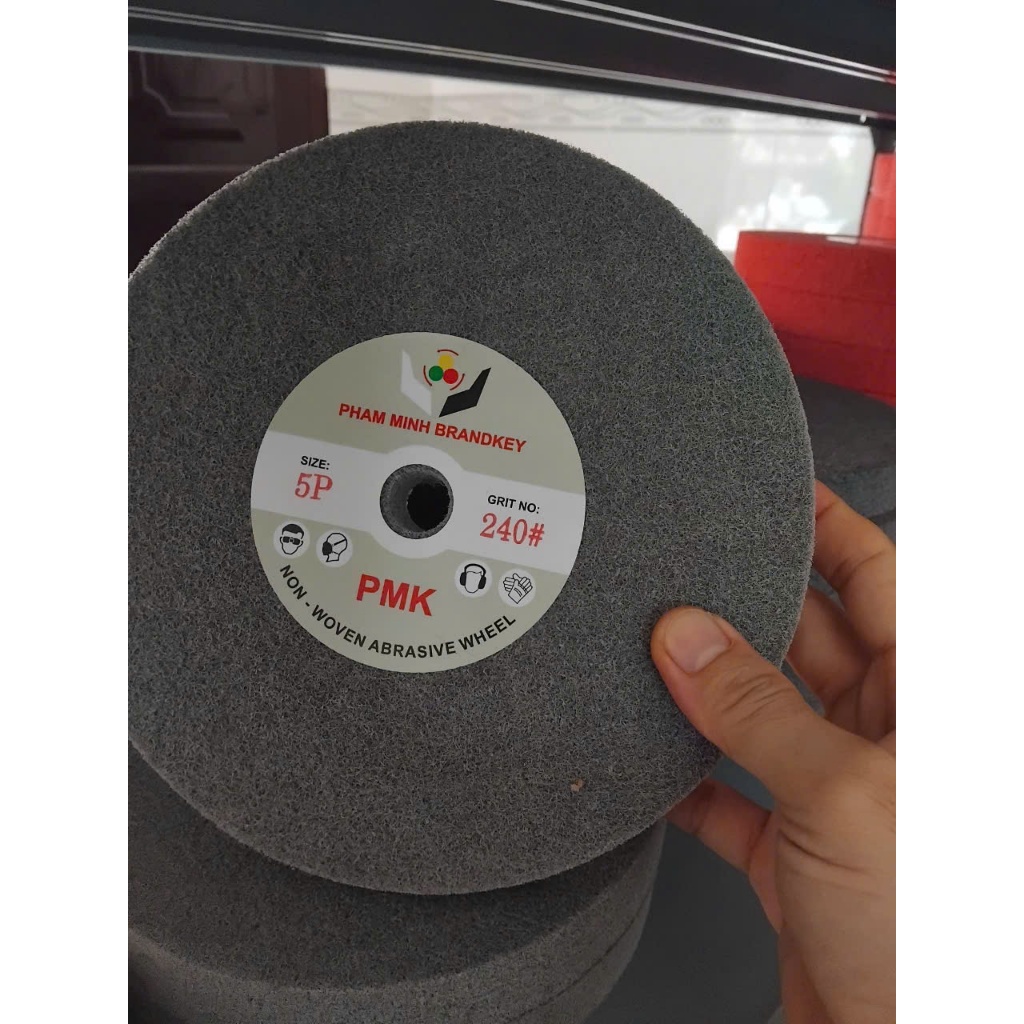 PHAM MINH BRANDKEY
SIZE:
5P
GRIT NO:
240#
PMK
NON - WOVEN ABRASIVE WHEEL